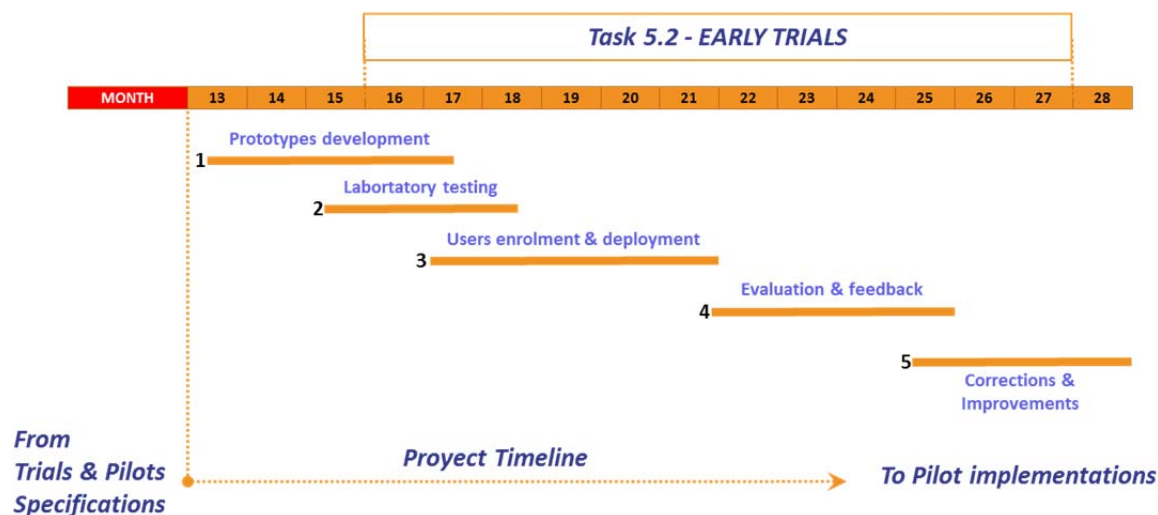 Task 5.2 - EARLY TRIALS
MONTH 13 14 15 16 17 18 19 20 21 22 23 24 25 26 27 28
Prototypes development
1
Labortatory testing
2
Users enrolment & deployment
3
Evaluation & feedback
4
5
Corrections &
Improvements
From
Trials & Pilots
Specifications
Proyect Timeline
To Pilot implementations